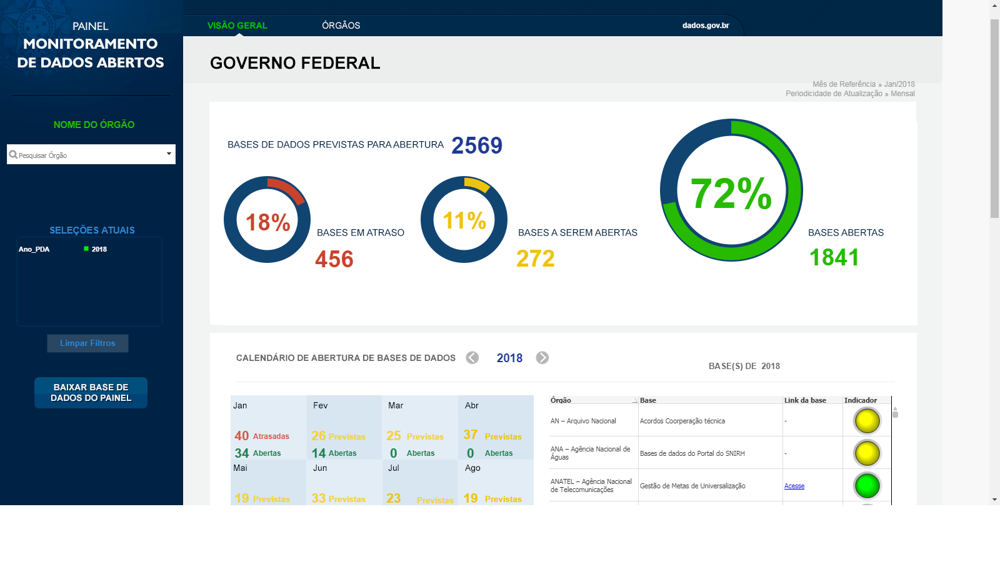 PAINEL
MONITORAMENTO
DE DADOS ABERTOS
NOME DO ÓRGÃO
Pesquisar Órgão
SELEÇÕES ATUAIS
Ano_PDA 2018
Limpar Filtros
BAIXAR BASE DE
DADOS DO PAINEL
VISÃO GERAL ÓRGÃOS dados.gov.br
GOVERNO FEDERAL
Mês de Referência » Jan/2018
Periodicidade de Atualização » Mensal
BASES DE DADOS PREVISTAS PARA ABERTURA 2569
18%
BASES EM ATRASO
456
11%
BASES A SEREM ABERTAS
272
72%
BASES ABERTAS
1841
CALENDÁRIO DE ABERTURA DE BASES DE DADOS 2018
Jan Fev Mar Abr
40 Atrasadas 26 Previstas 25 Previstas 37 Previstas
34 Abertas 14 Abertas 0 Abertas 0 Abertas
Mai Jun Jul Ago
19 Previstas 33 Previstas 23 Previstas 19 Previstas
BASE(S) DE 2018
Órgão Base Link da base Indicador
AN – Arquivo Nacional Acordos Coorperação técnica -
ANA – Agência Nacional de
Águas Bases de dados do Portal do SNIRH -
ANATEL – Agência Nacional
de Telecomunicações Gestão de Metas de Universalização Acesse